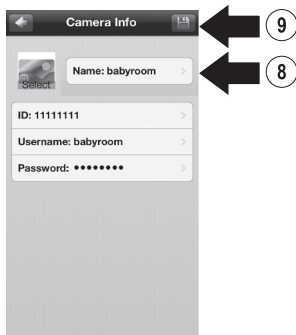 Camera Info
9
Name: babyroom
8
Select
ID: 11111111
Username: babyroom
Password: ••••••••